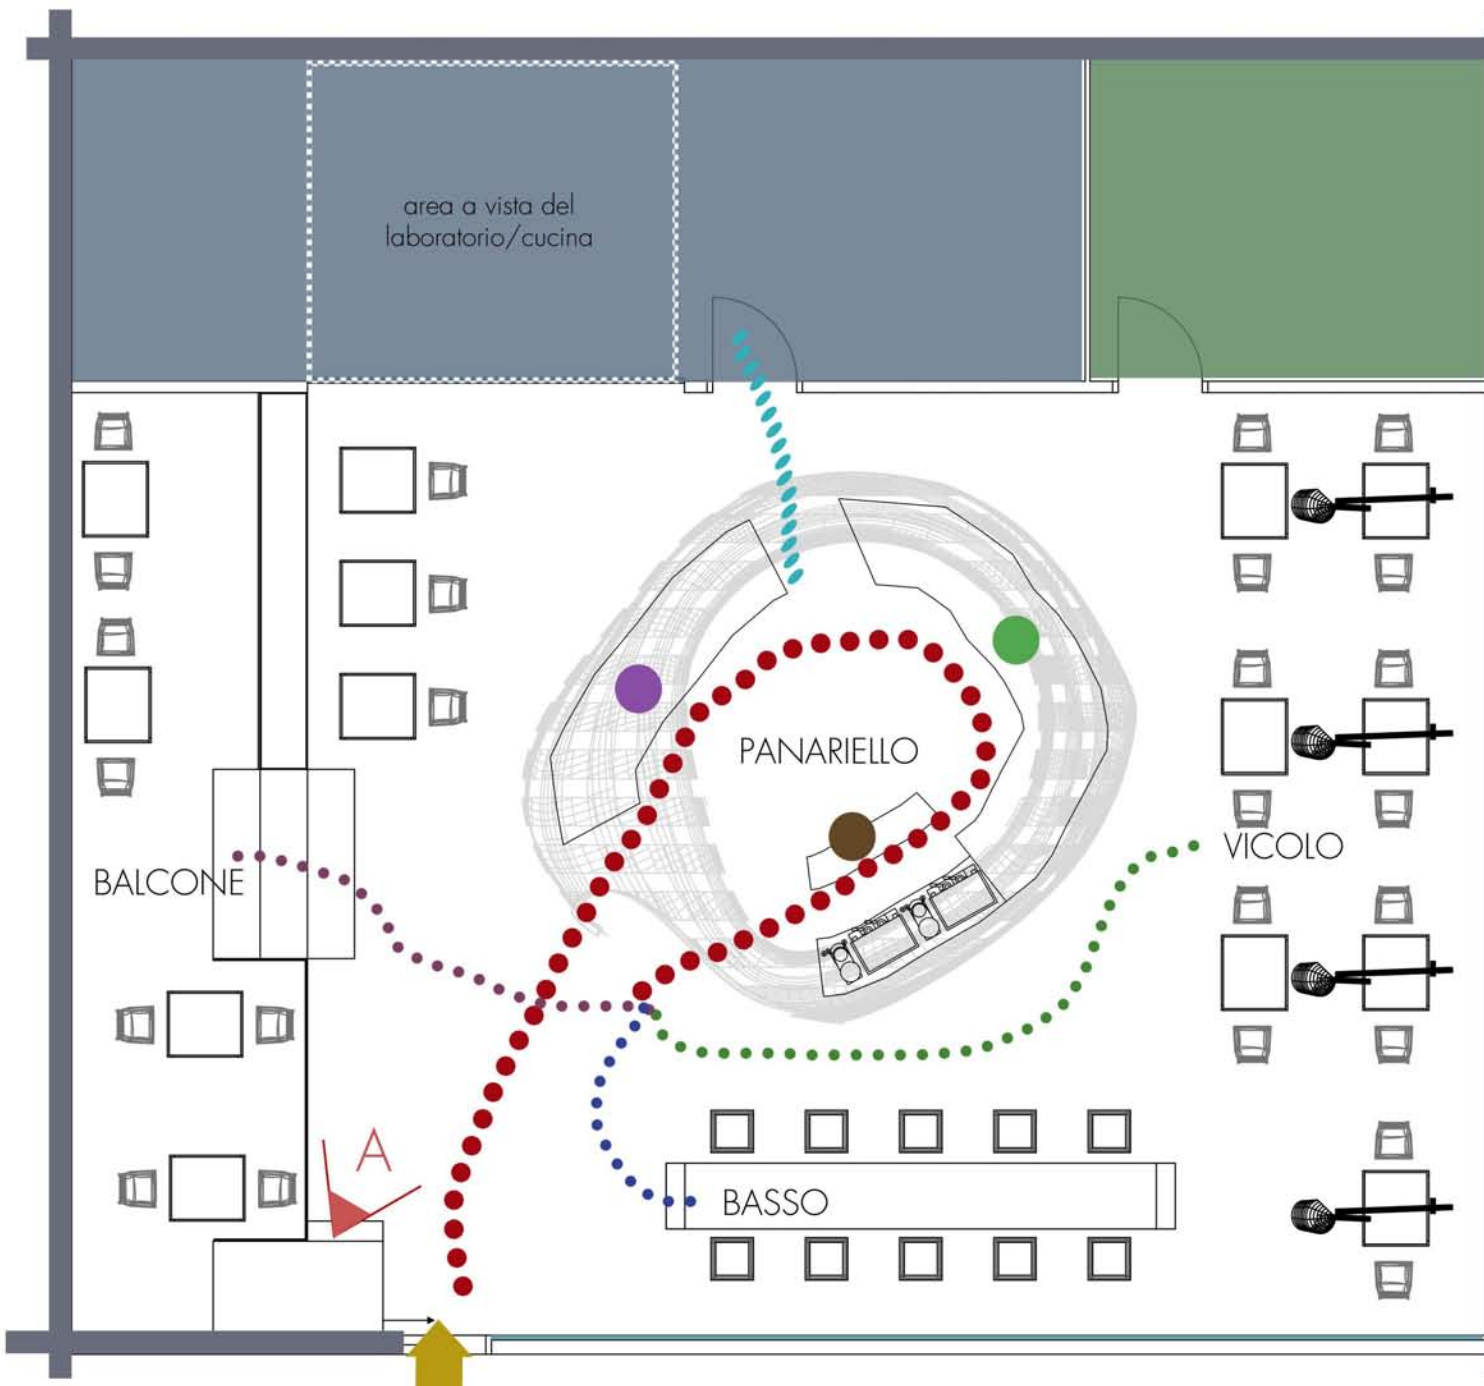 area a vista del
laboratorio/cucina
PANARIELLO
VICOLO
BALCONE
A
BASSO